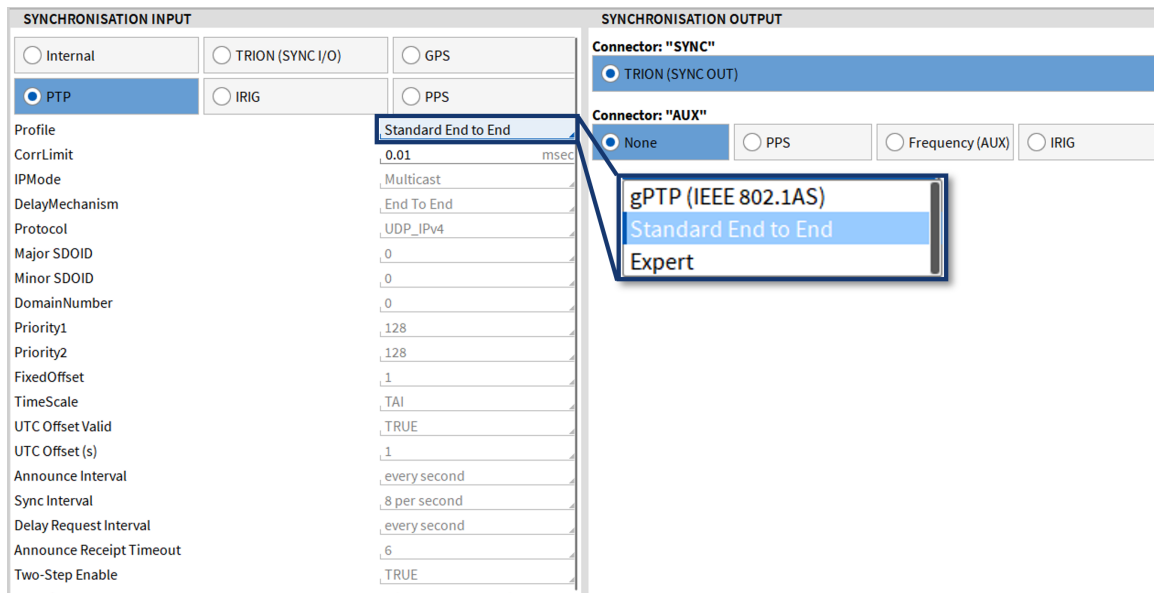 SYNCHRONISATION INPUT
Internal
TRION (SYNC I/O)
GPS
PTP
IRIG
PPS
Profile Standard End to End
CorrLimit 0.01 msec
IPMode Multicast
DelayMechanism End To End
Protocol UDP_IPv4
Major SDOID 0
Minor SDOID 0
DomainNumber 0
Priority1 128
Priority2 128
FixedOffset 1
TimeScale TAI
UTC Offset Valid TRUE
UTC Offset (s) 1
Announce Interval every second
Sync Interval 8 per second
Delay Request Interval every second
Announce Receipt Timeout 6
Two-Step Enable TRUE
SYNCHRONISATION OUTPUT
Connector: "SYNC"
TRION (SYNC OUT)
Connector: "AUX"
None
PPS
Frequency (AUX)
IRIG
gPTP (IEEE 802.1AS)
Standard End to End
Expert